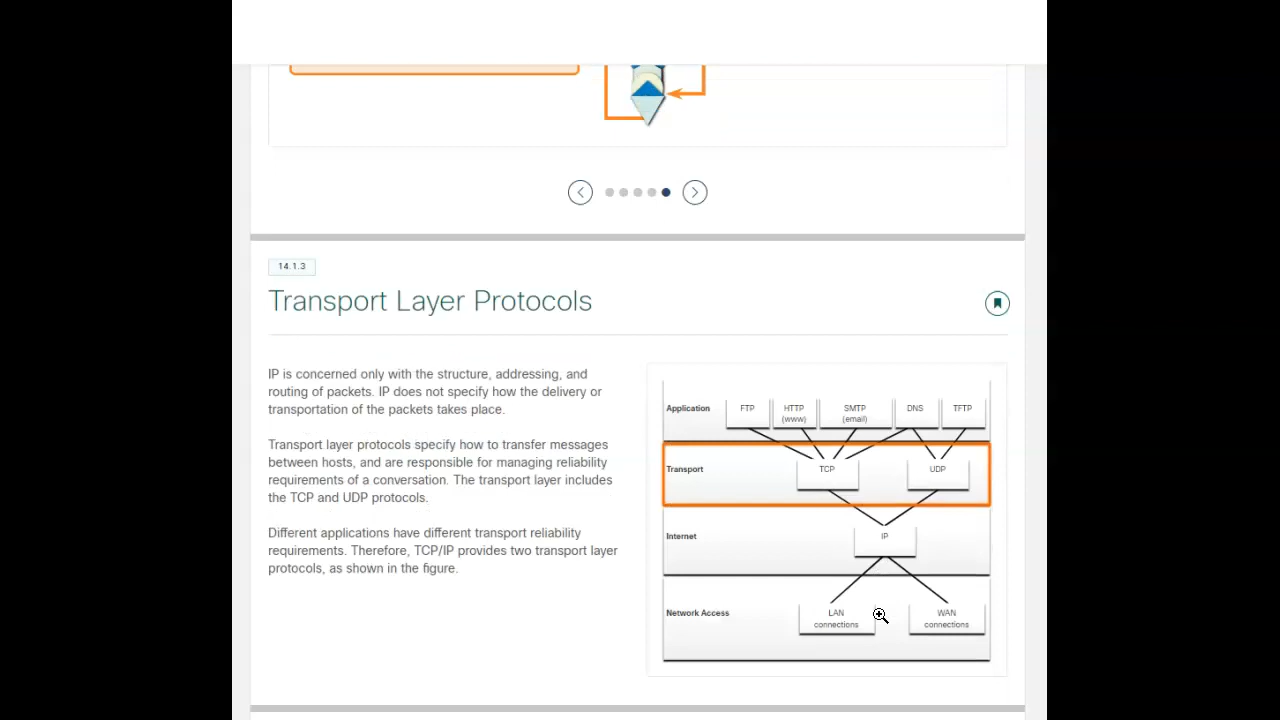 14.1.3
Transport Layer Protocols
IP is concerned only with the structure, addressing, and
routing of packets. IP does not specify how the delivery or
transportation of the packets takes place.
Transport layer protocols specify how to transfer messages
between hosts, and are responsible for managing reliability
requirements of a conversation. The transport layer includes
the TCP and UDP protocols.
Different applications have different transport reliability
requirements. Therefore, TCP/IP provides two transport layer
protocols, as shown in the figure.
Application FTP HTTP SMTP DNS TFTP
(www) (email)
Transport TCP UDP
Internet IP
Network Access LAN WAN
connections connections